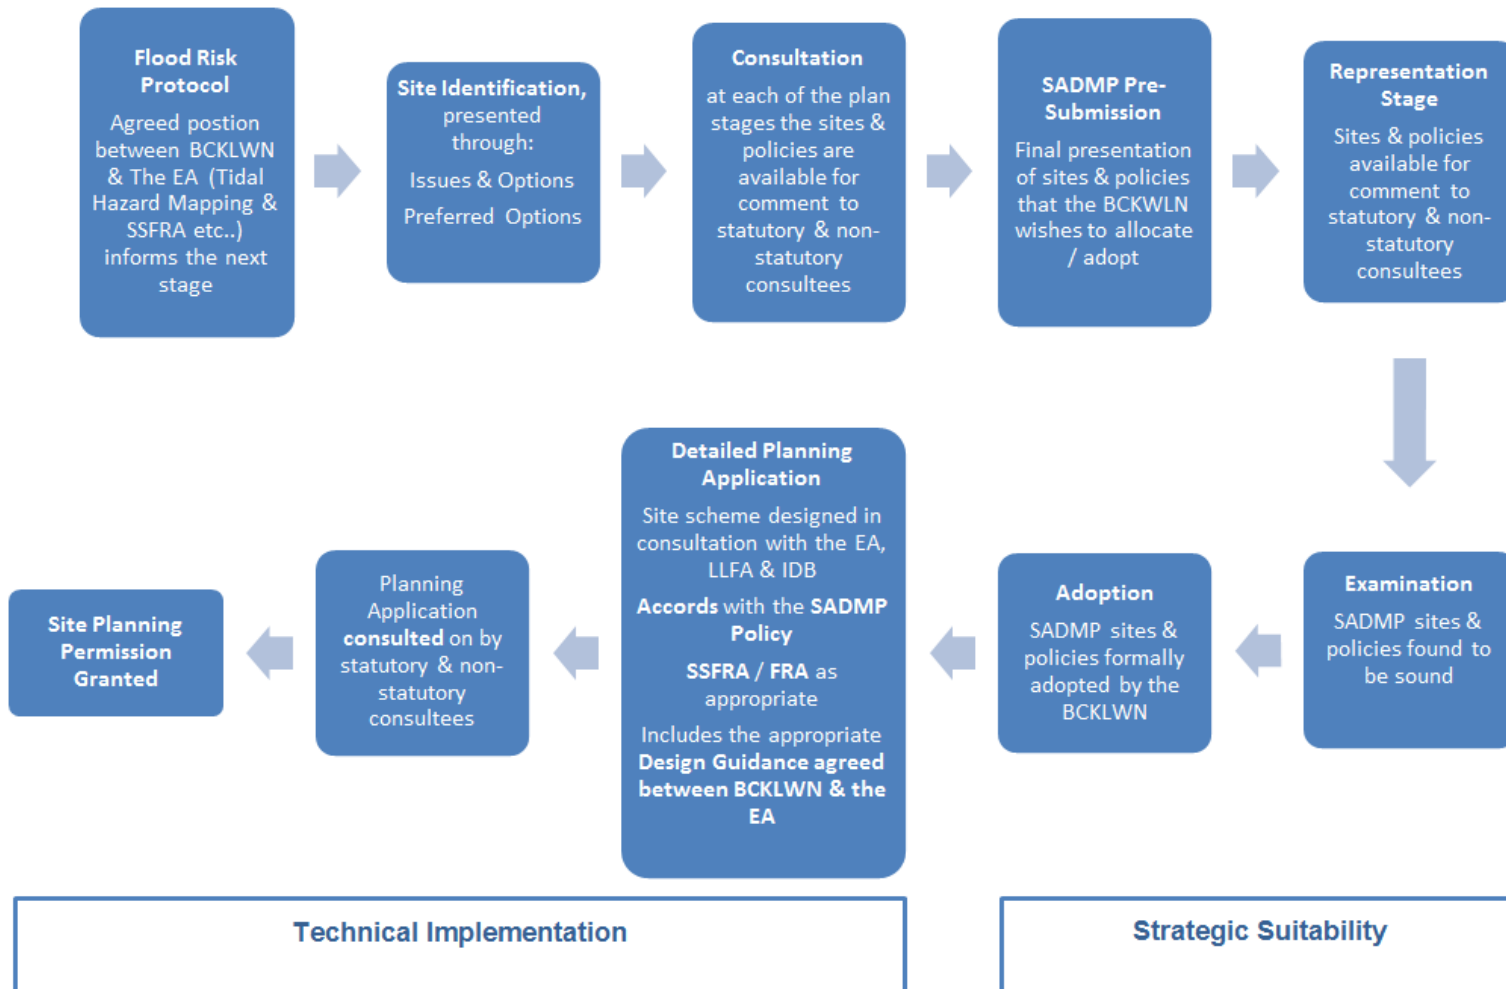 Flood Risk
Protocol
Agreed postion
between BCKLWN
& The EA (Tidal
Hazard Mapping &
SSFRA etc..)
informs the next
stage
Site Identification,
presented
through:
Issues & Options
Preferred Options
Consultation
at each of the plan
stages the sites &
policies are
available for
comment to
statutory & non-
statutory
consultees
SADMP Pre-
Submission
Final presentation
of sites & policies
that the BCKWLN
wishes to allocate
/ adopt
Representation
Stage
Sites & policies
available for
comment to
statutory & non-
statutory
consultees
Examination
SADMP sites &
policies found to
be sound
Adoption
SADMP sites &
policies formally
adopted by the
BCKLWN
Detailed Planning
Application
Site scheme designed in
consultation with the EA,
LLFA & IDB
Accords with the SADMP
Policy
SSFRA / FRA as
appropriate
Includes the appropriate
Design Guidance agreed
between BCKLWN & the
EA
Planning
Application
consulted on by
statutory & non-
statutory
consultees
Site Planning
Permission
Granted
Technical Implementation
Strategic Suitability